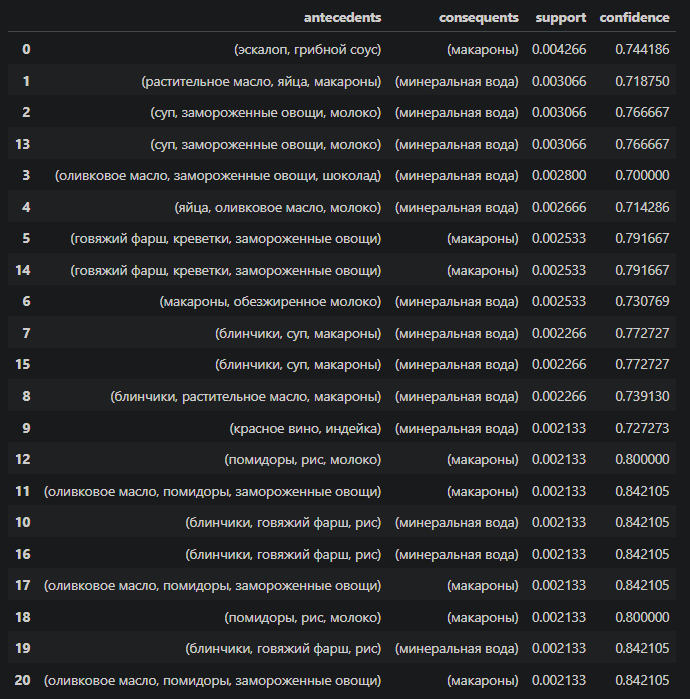 antecedents consequents support confidence
0 (эскалоп, грибной соус) (макароны) 0.004266 0.744186
1 (растительное масло, яйца, макароны) (минеральная вода) 0.003066 0.718750
2 (суп, замороженные овощи, молоко) (минеральная вода) 0.003066 0.766667
13 (суп, замороженные овощи, молоко) (минеральная вода) 0.003066 0.766667
3 (оливковое масло, замороженные овощи, шоколад) (минеральная вода) 0.002800 0.700000
4 (яйца, оливковое масло, молоко) (минеральная вода) 0.002666 0.714286
5 (говяжий фарш, креветки, замороженные овощи) (макароны) 0.002533 0.791667
14 (говяжий фарш, креветки, замороженные овощи) (макароны) 0.002533 0.791667
6 (макароны, обезжиренное молоко) (минеральная вода) 0.002533 0.730769
7 (блинчики, суп, макароны) (минеральная вода) 0.002266 0.772727
15 (блинчики, суп, макароны) (минеральная вода) 0.002266 0.772727
8 (блинчики, растительное масло, макароны) (минеральная вода) 0.002266 0.739130
9 (красное вино, индейка) (минеральная вода) 0.002133 0.727273
12 (помидоры, рис, молоко) (макароны) 0.002133 0.800000
11 (оливковое масло, помидоры, замороженные овощи) (макароны) 0.002133 0.842105
10 (блинчики, говяжий фарш, рис) (минеральная вода) 0.002133 0.842105
16 (блинчики, говяжий фарш, рис) (минеральная вода) 0.002133 0.842105
17 (оливковое масло, помидоры, замороженные овощи) (макароны) 0.002133 0.842105
18 (помидоры, рис, молоко) (макароны) 0.002133 0.800000
19 (блинчики, говяжий фарш, рис) (минеральная вода) 0.002133 0.842105
20 (оливковое масло, помидоры, замороженные овощи) (макароны) 0.002133 0.842105